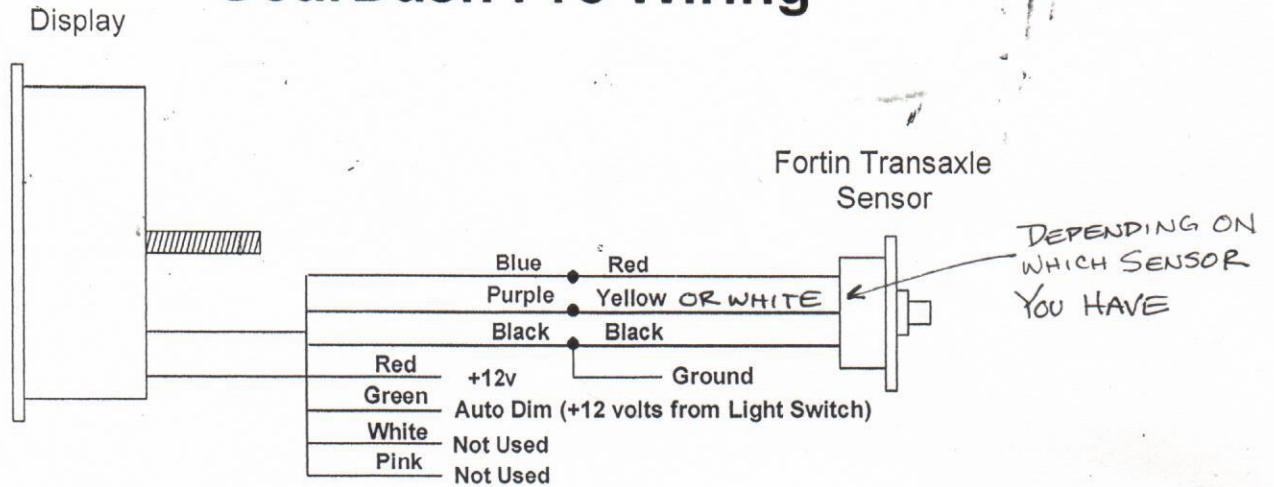 Wiring
Display
Fortin Transaxle
Sensor
DEPENDING ON
WHICH SENSOR
YOU HAVE
Blue Red
Purple Yellow OR WHITE
Black Black
Red +12v Ground
Green Auto Dim (+12 volts from Light Switch)
White Not Used
Pink Not Used